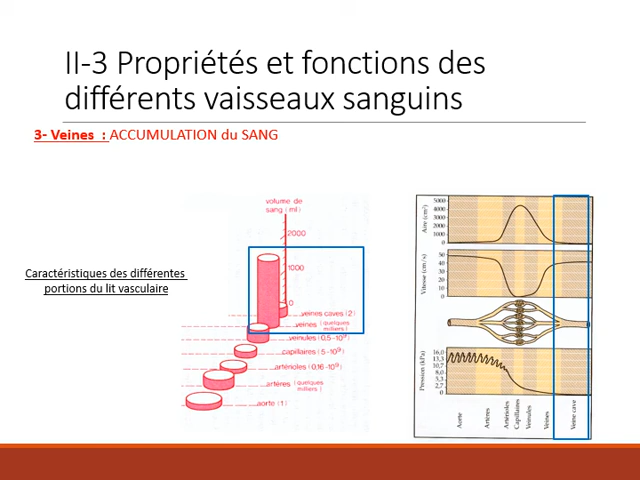 II-3 Propriétés et fonctions des
différents vaisseaux sanguins
3- Veines : ACCUMULATION du SANG
Caractéristiques des différentes
portions du lit vasculaire
volume de
sang (ml)
2000
1000
0
veines caves (2)
veines (quelques
milliers)
veinules (0,5·10⁹)
capillaires (5·10⁹)
artérioles (0,16·10⁹)
artères (quelques
milliers)
aorte (1)
Aire (cm²)
5000
4000
3000
2000
1000
0
Vitesse (cm/s)
50
40
30
20
10
0
Pression (kPa)
16,0
13,3
10,7
8,0
5,3
2,7
0
Aorte
Artères
Artérioles
Capillaires
Veinules
Veines
Veine cave